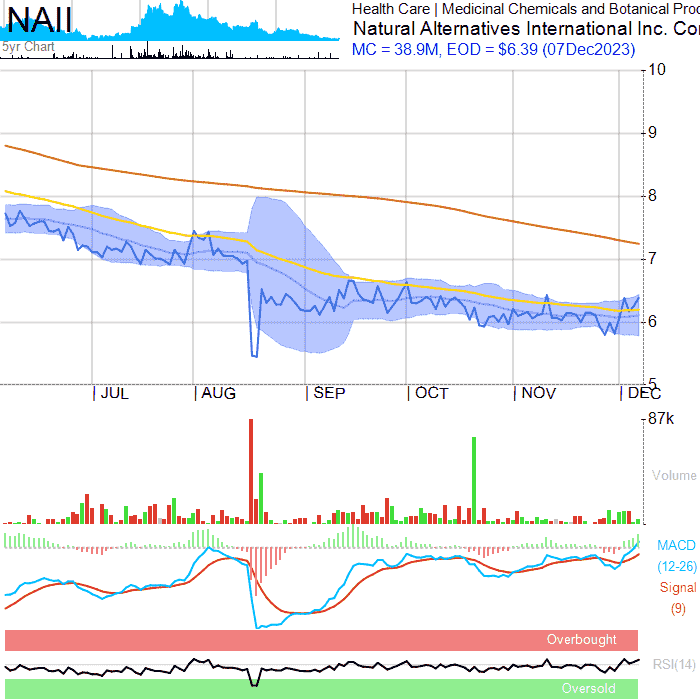 NAII
5yr Chart
Health Care | Medicinal Chemicals and Botanical Prod
Natural Alternatives International Inc. Cor
MC = 38.9M, EOD = $6.39 (07Dec2023)
10
9
8
7
6
5
JUL AUG SEP OCT NOV DEC
87k
Volume
MACD
(12-26)
Signal
(9)
Overbought
RSI(14)
Oversold